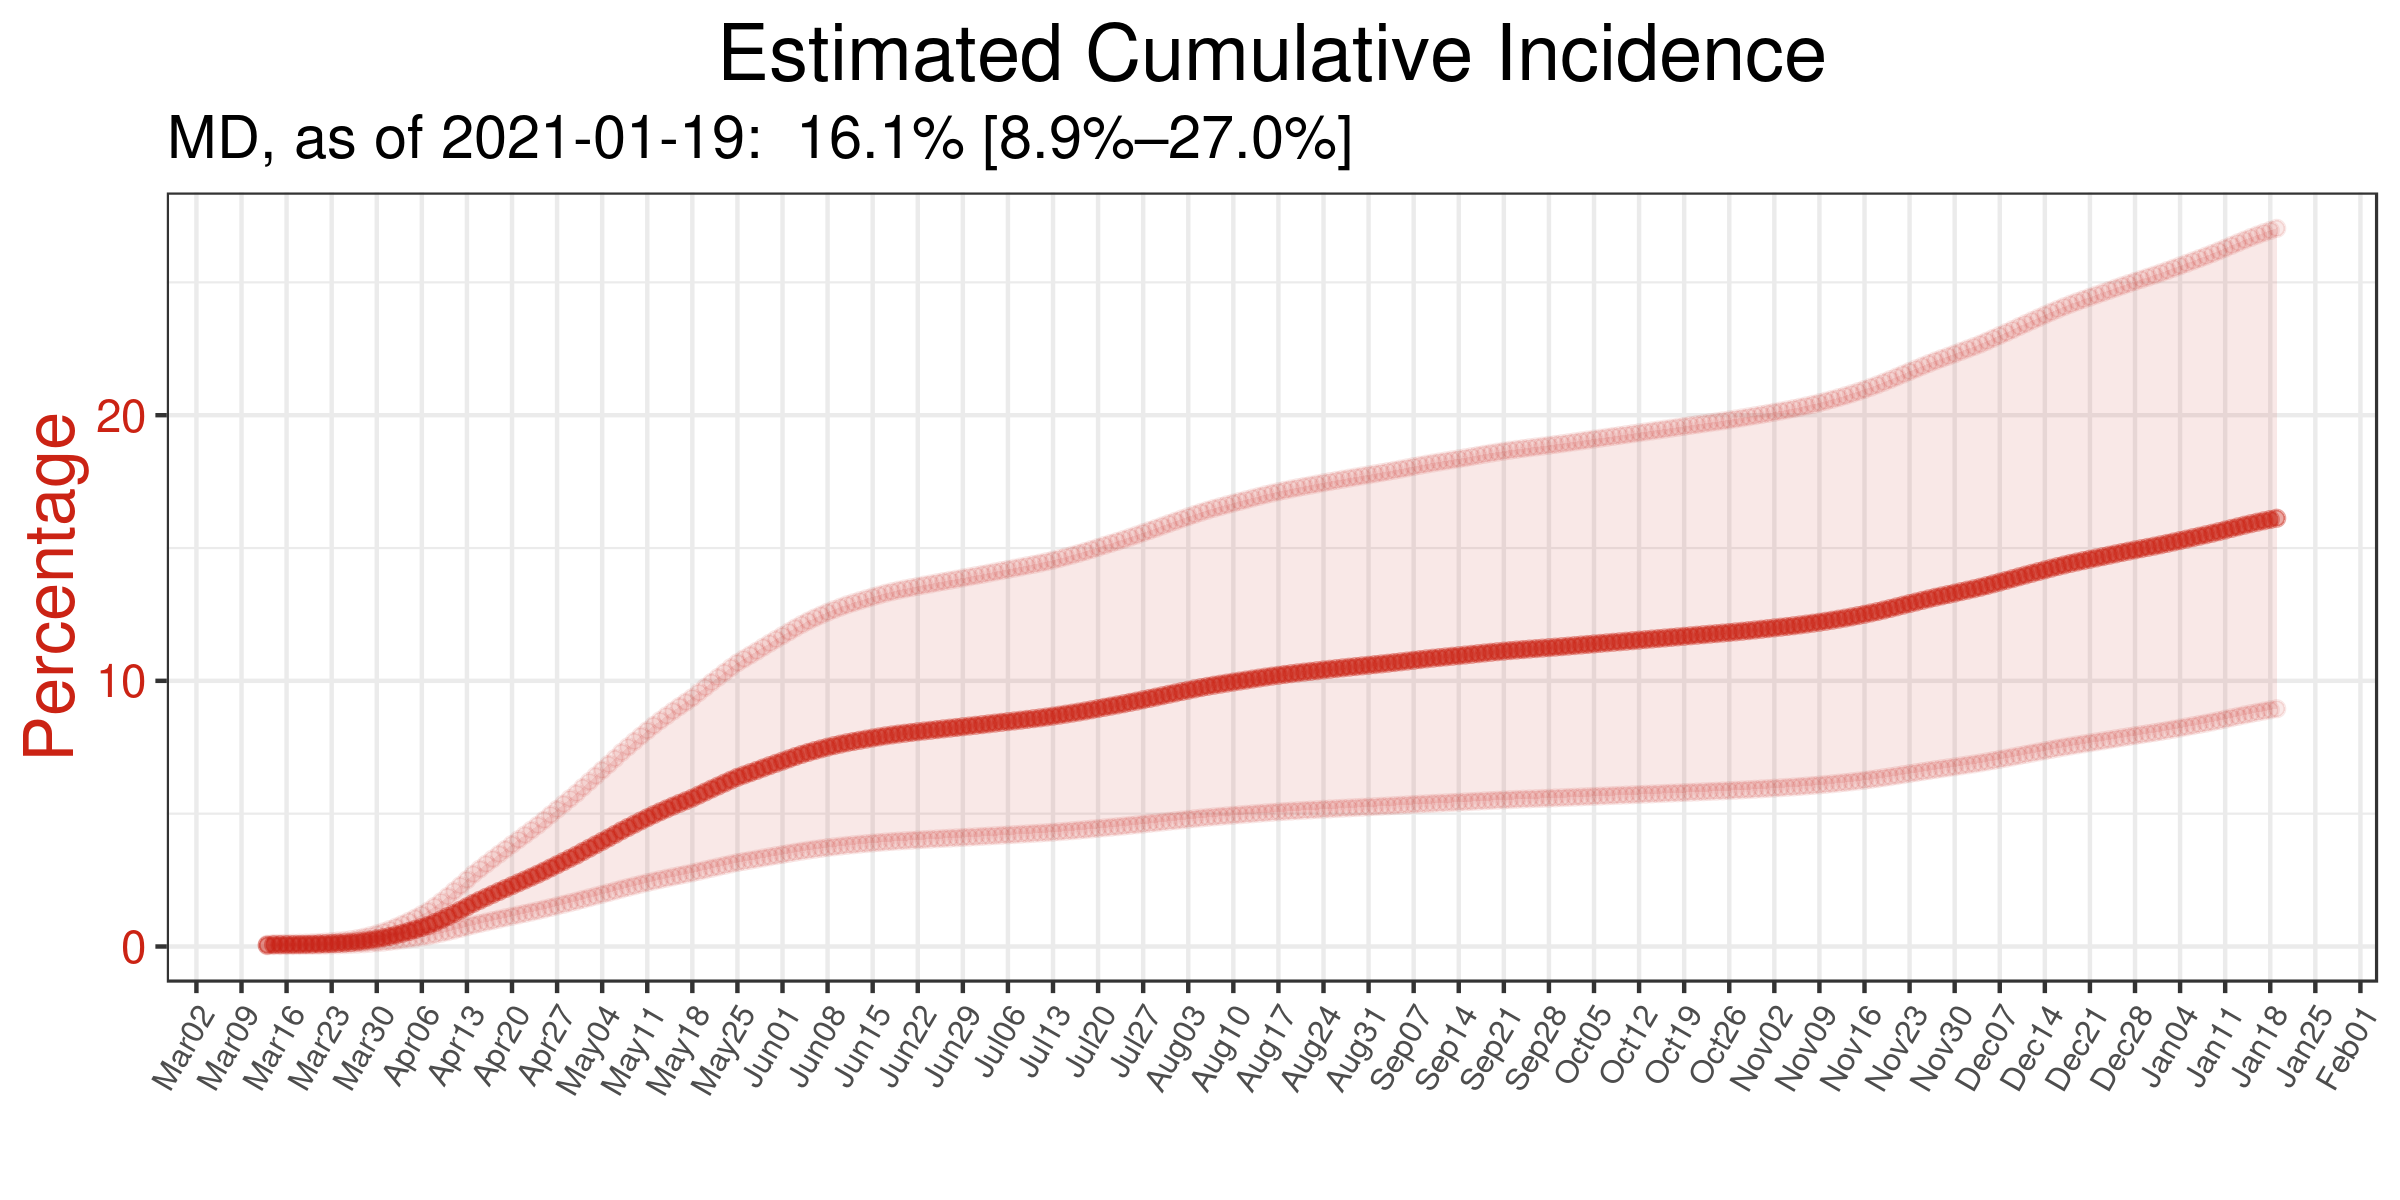 Estimated Cumulative Incidence
MD, as of 2021-01-19:  16.1% [8.9%–27.0%]
Percentage
20
10
0
Mar02
Mar09
Mar16
Mar23
Mar30
Apr06
Apr13
Apr20
Apr27
May04
May11
May18
May25
Jun01
Jun08
Jun15
Jun22
Jun29
Jul06
Jul13
Jul20
Jul27
Aug03
Aug10
Aug17
Aug24
Aug31
Sep07
Sep14
Sep21
Sep28
Oct05
Oct12
Oct19
Oct26
Nov02
Nov09
Nov16
Nov23
Nov30
Dec07
Dec14
Dec21
Dec28
Jan04
Jan11
Jan18
Jan25
Feb01